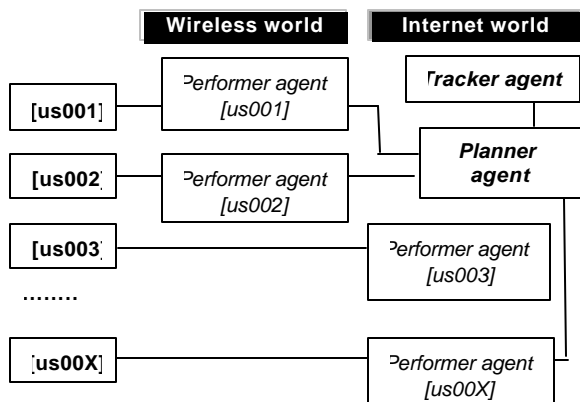 Wireless world
Internet world
[us001]
Performer agent
[us001]
Tracker agent
[us002]
Performer agent
[us002]
Planner
agent
[us003]
Performer agent
[us003]
........
[us00X]
Performer agent
[us00X]